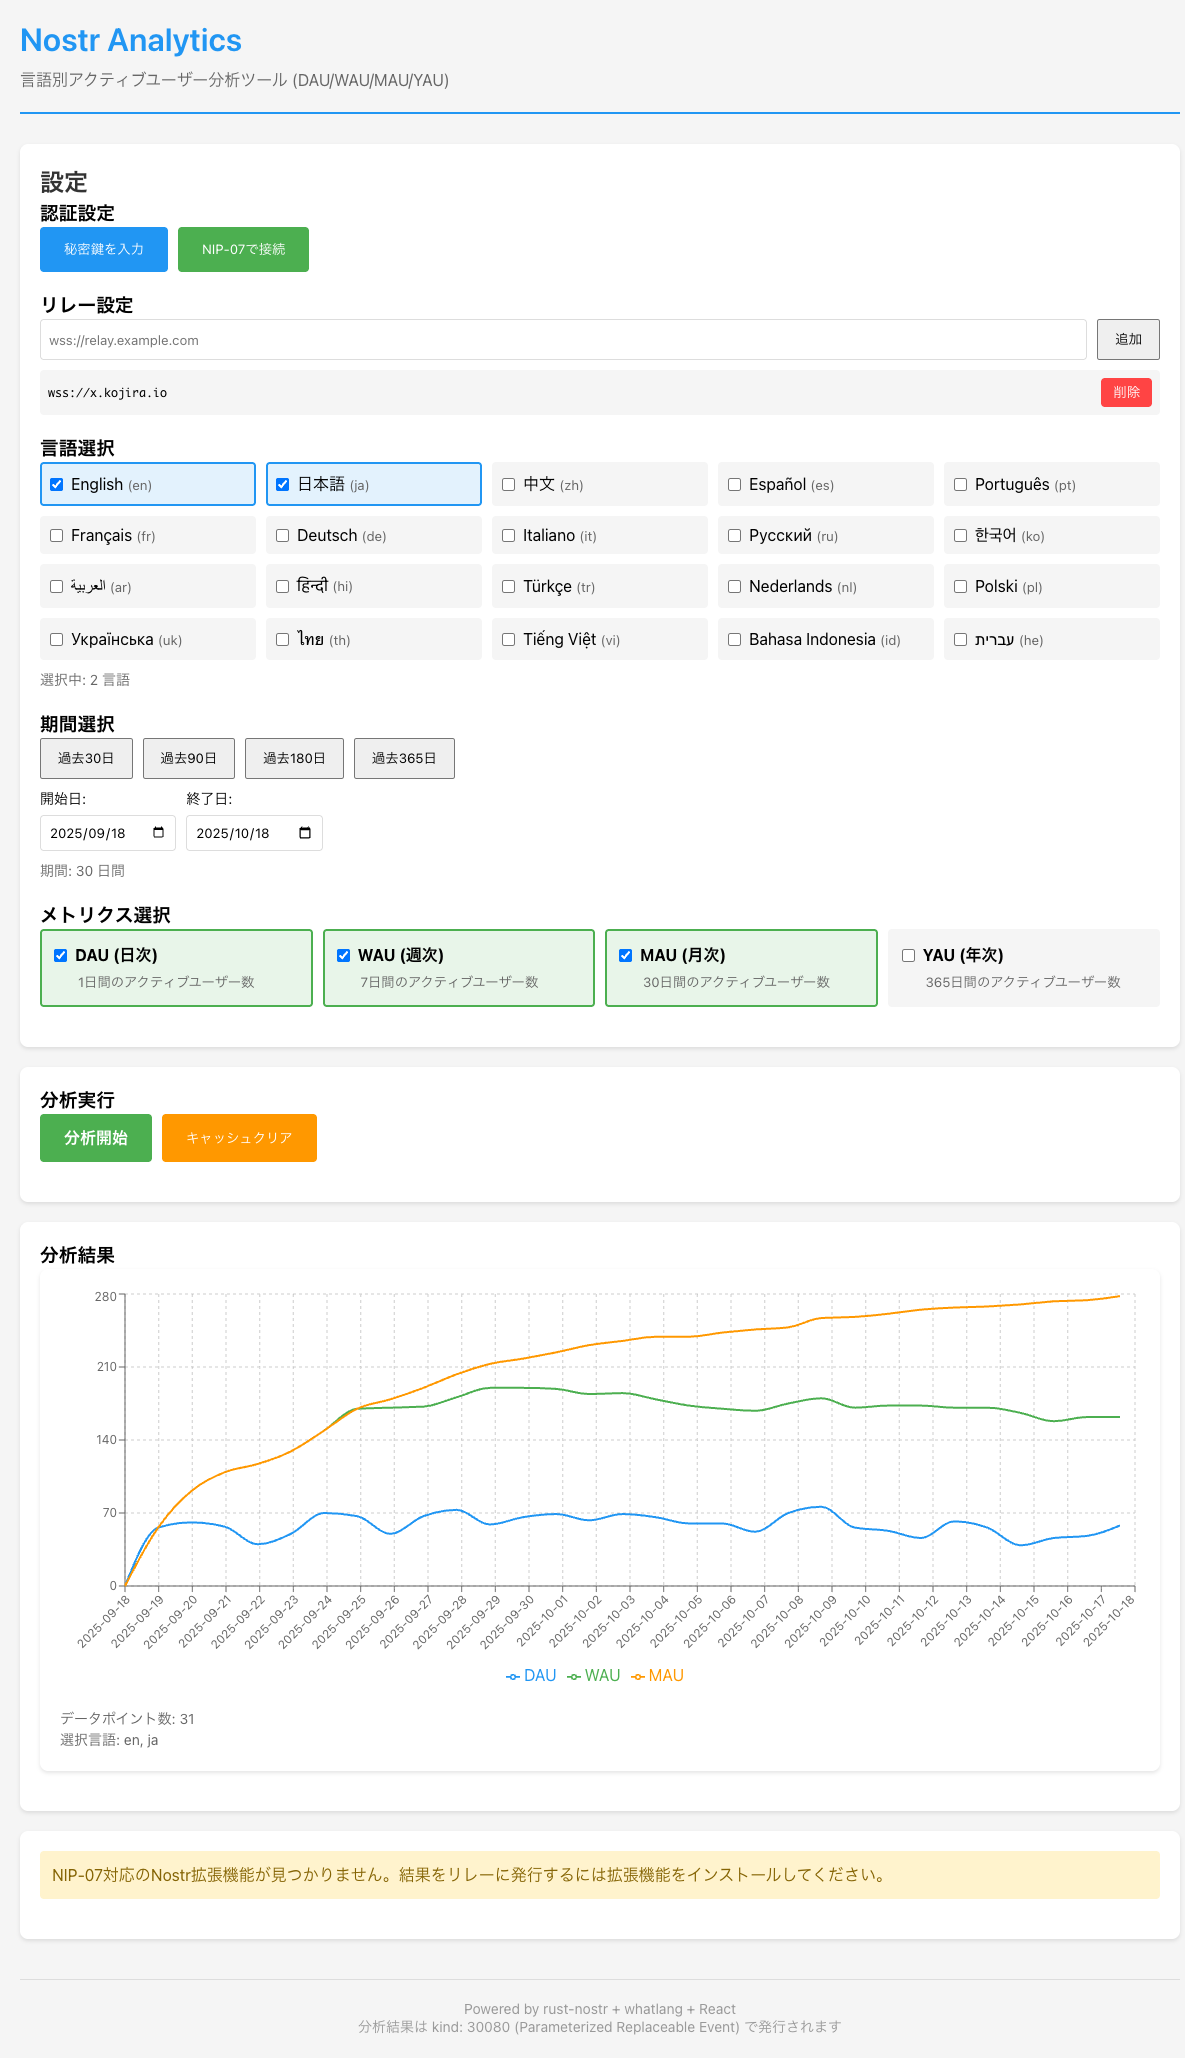 Nostr Analytics
言語別アクティブユーザー分析ツール (DAU/WAU/MAU/YAU)
設定
認証設定
秘密鍵を入力 NIP-07で接続
リレー設定
wss://relay.example.com 追加
wss://x.kojira.io 削除
言語選択
English (en) 日本語 (ja) 中文 (zh) Español (es) Português (pt)
Français (fr) Deutsch (de) Italiano (it) Русский (ru) 한국어 (ko)
العربية (ar) हिन्दी (hi) Türkçe (tr) Nederlands (nl) Polski (pl)
Українська (uk) ไทย (th) Tiếng Việt (vi) Bahasa Indonesia (id) עברית (he)
選択中: 2 言語
期間選択
過去30日 過去90日 過去180日 過去365日
開始日: 終了日:
2025/09/18 2025/10/18
期間: 30 日間
メトリクス選択
DAU (日次) WAU (週次) MAU (月次) YAU (年次)
1日間のアクティブユーザー数 7日間のアクティブユーザー数 30日間のアクティブユーザー数 365日間のアクティブユーザー数
分析実行
分析開始 キャッシュクリア
分析結果
280
210
140
70
0
2025-09-18 2025-09-19 2025-09-20 2025-09-21 2025-09-22 2025-09-23 2025-09-24 2025-09-25 2025-09-26 2025-09-27 2025-09-28 2025-09-29 2025-09-30 2025-10-01 2025-10-02 2025-10-03 2025-10-04 2025-10-05 2025-10-06 2025-10-07 2025-10-08 2025-10-09 2025-10-10 2025-10-11 2025-10-12 2025-10-13 2025-10-14 2025-10-15 2025-10-16 2025-10-17 2025-10-18
DAU WAU MAU
データポイント数: 31
選択言語: en, ja
NIP-07対応のNostr拡張機能が見つかりません。結果をリレーに発行するには拡張機能をインストールしてください。
Powered by rust-nostr + whatlang + React
分析結果は kind: 30080 (Parameterized Replaceable Event) で発行されます